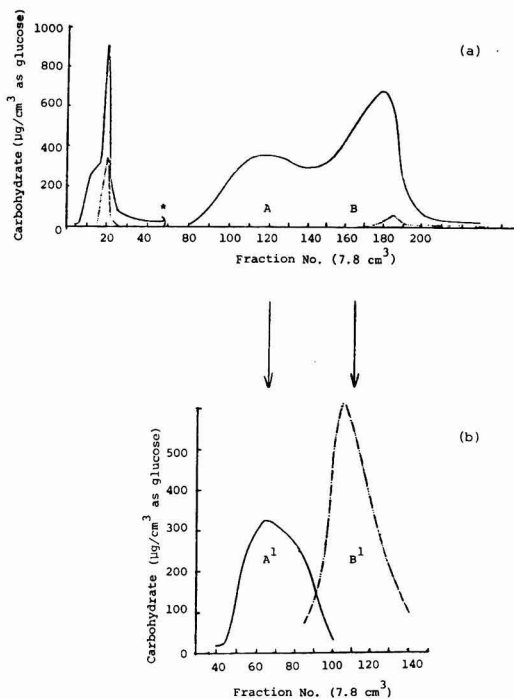 (a)
Carbohydrate (µg/cm³ as glucose)
1000
800
600
400
200
0
*
A
B
20 40 60 80 100 120 140 160 180 200
Fraction No. (7.8 cm³)
(b)
Carbohydrate (µg/cm³ as glucose)
500
400
300
200
100
0
A¹
B¹
40 60 80 100 120 140
Fraction No. (7.8 cm³)